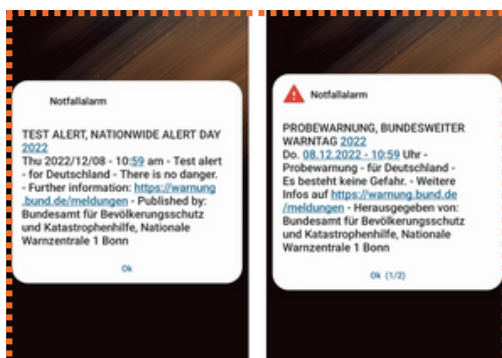 Notfallalarm
TEST ALERT, NATIONWIDE ALERT DAY
2022
Thu 2022/12/08 - 10:59 am - Test alert
- for Deutschland - There is no danger.
- Further information: https://warnung
.bund.de/meldungen - Published by:
Bundesamt für Bevölkerungsschutz
und Katastrophenhilfe, Nationale
Warnzentrale 1 Bonn
Ok
Notfallalarm
PROBEWARNUNG, BUNDESWEITER
WARNTAG 2022
Do. 08.12.2022 - 10:59 Uhr -
Probewarnung - für Deutschland -
Es besteht keine Gefahr. - Weitere
Infos auf https://warnung.bund.de
/meldungen - Herausgegeben von:
Bundesamt für Bevölkerungsschutz
und Katastrophenhilfe, Nationale
Warnzentrale 1 Bonn
Ok (1/2)